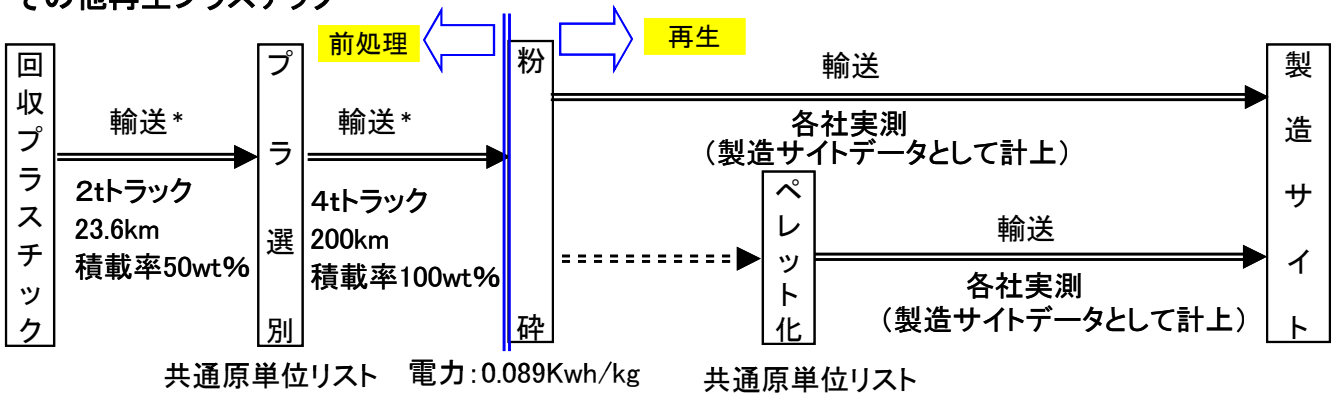 その他再生プラスチック
前処理
再生
回収プラスチック
輸送*
2tトラック
23.6km
積載率50wt%
プラ選別
輸送*
4tトラック
200km
積載率100wt%
粉砕
輸送
各社実測
（製造サイトデータとして計上）
ペレット化
輸送
各社実測
（製造サイトデータとして計上）
製造サイト
共通原単位リスト
電力：0.089Kwh/kg
共通原単位リスト